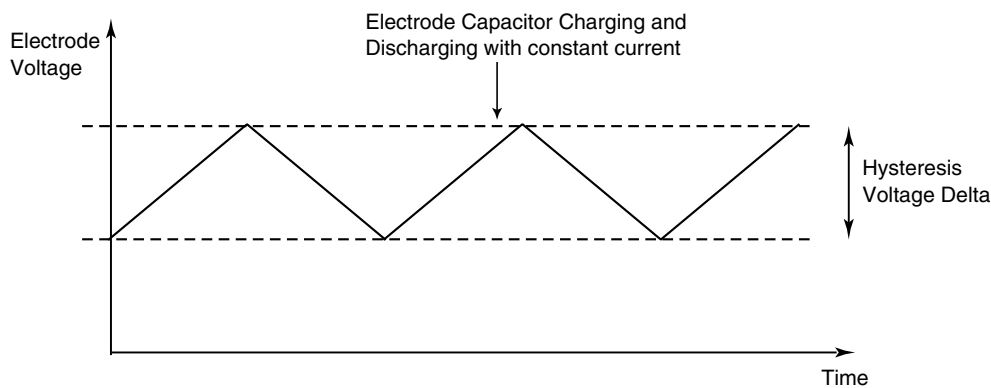 Electrode Capacitor Charging and
Discharging with constant current
Electrode
Voltage
Hysteresis
Voltage Delta
Time